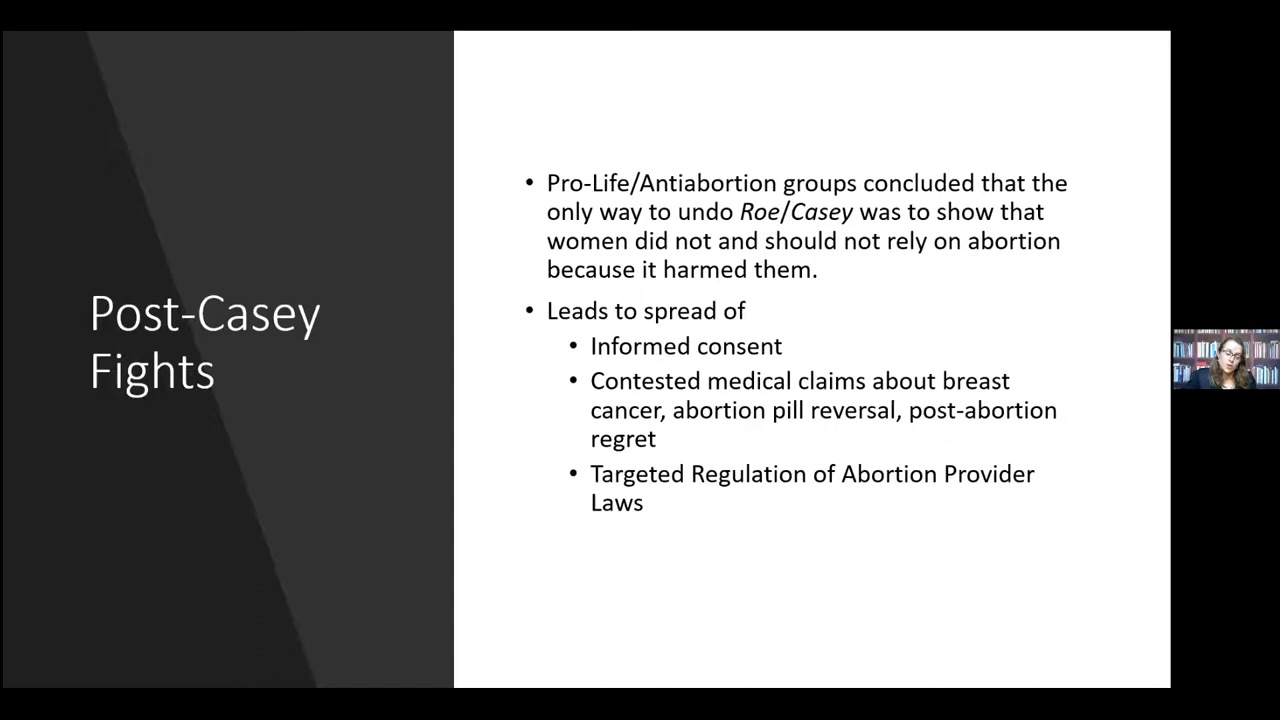 Post-Casey
Fights
• Pro-Life/Antiabortion groups concluded that the
only way to undo Roe/Casey was to show that
women did not and should not rely on abortion
because it harmed them.
• Leads to spread of
• Informed consent
• Contested medical claims about breast
cancer, abortion pill reversal, post-abortion
regret
• Targeted Regulation of Abortion Provider
Laws